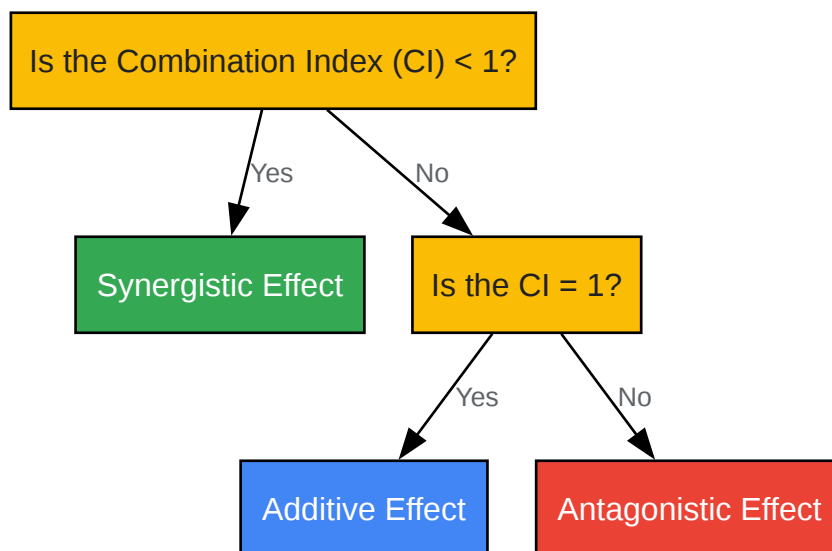 Is the Combination Index (CI) < 1?
Yes
No
Synergistic Effect
Is the CI = 1?
Yes
No
Additive Effect
Antagonistic Effect